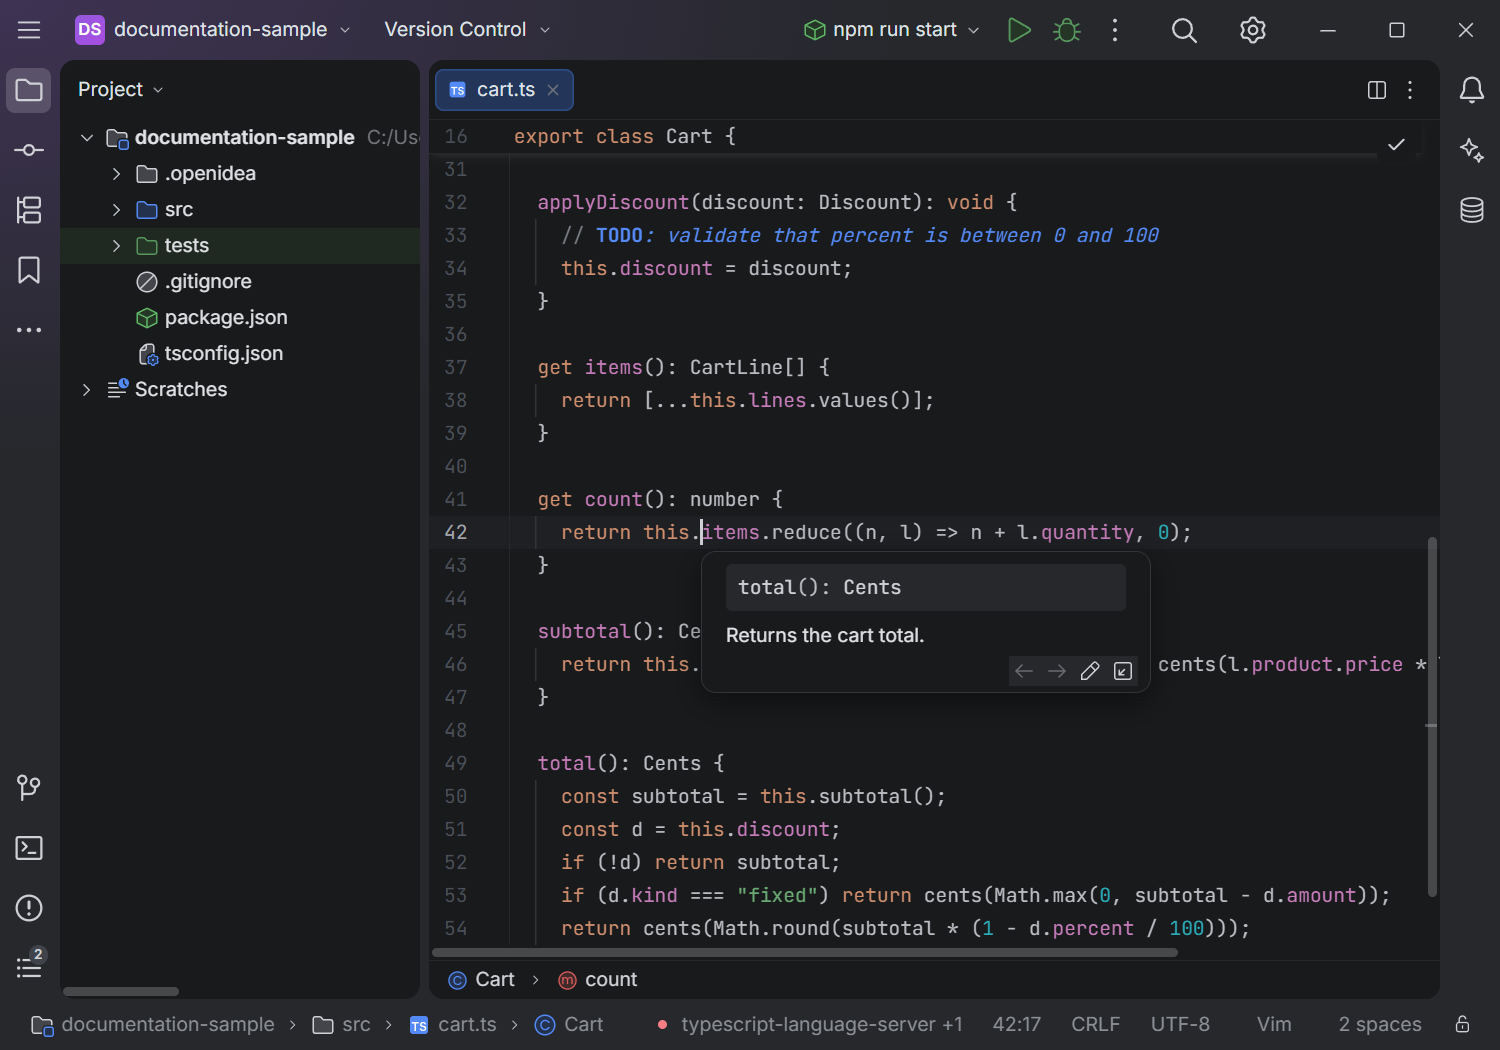 DS documentation-sample Version Control npm run start
Project
documentation-sample C:/Use
.openidea
src
tests
.gitignore
package.json
tsconfig.json
Scratches
2
TS cart.ts
16 export class Cart {
31
32 applyDiscount(discount: Discount): void {
33 // TODO: validate that percent is between 0 and 100
34 this.discount = discount;
35 }
36
37 get items(): CartLine[] {
38 return [...this.lines.values()];
39 }
40
41 get count(): number {
42 return this.items.reduce((n, l) => n + l.quantity, 0);
43 }
44
45 subtotal(): Ce
46 return this. cents(l.product.price *
47 }
48
49 total(): Cents {
50 const subtotal = this.subtotal();
51 const d = this.discount;
52 if (!d) return subtotal;
53 if (d.kind === "fixed") return cents(Math.max(0, subtotal - d.amount));
54 return cents(Math.round(subtotal * (1 - d.percent / 100)));
total(): Cents
Returns the cart total.
C Cart > m count
documentation-sample > src > TS cart.ts > C Cart typescript-language-server +1 42:17 CRLF UTF-8 Vim 2 spaces